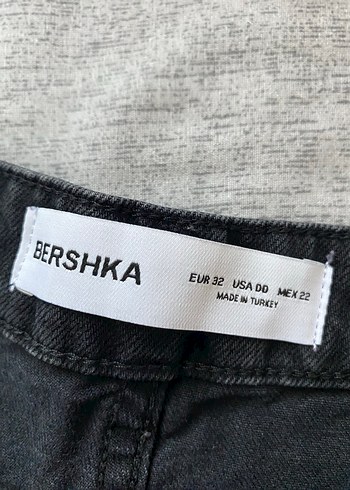 BERSHKA
EUR 32 USA 00 MEX 22
MADE IN TURKEY